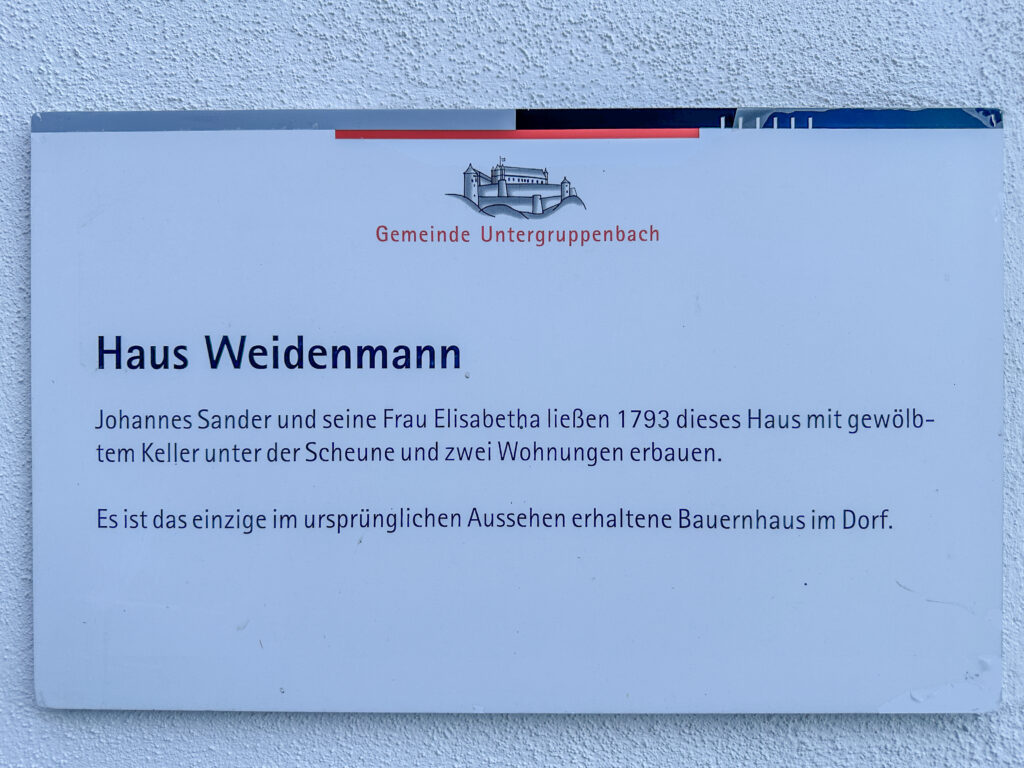 Gemeinde Untergruppenbach
Haus Weidenmann
Johannes Sander und seine Frau Elisabetha ließen 1793 dieses Haus mit gewölb-
tem Keller unter der Scheune und zwei Wohnungen erbauen.
Es ist das einzige im ursprünglichen Aussehen erhaltene Bauernhaus im Dorf.